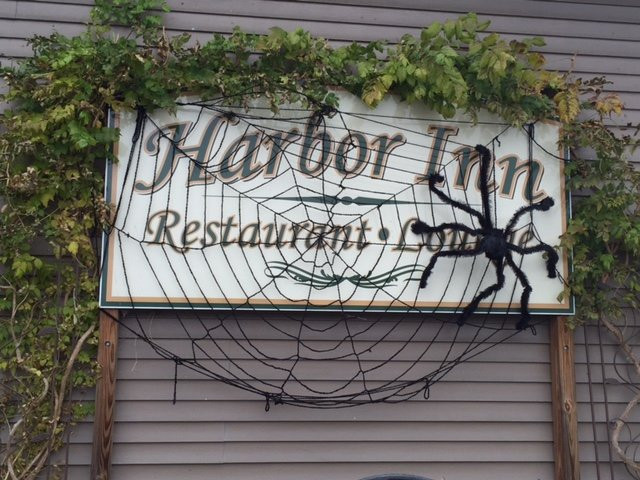 Harbor Inn
Restaurant • Lounge